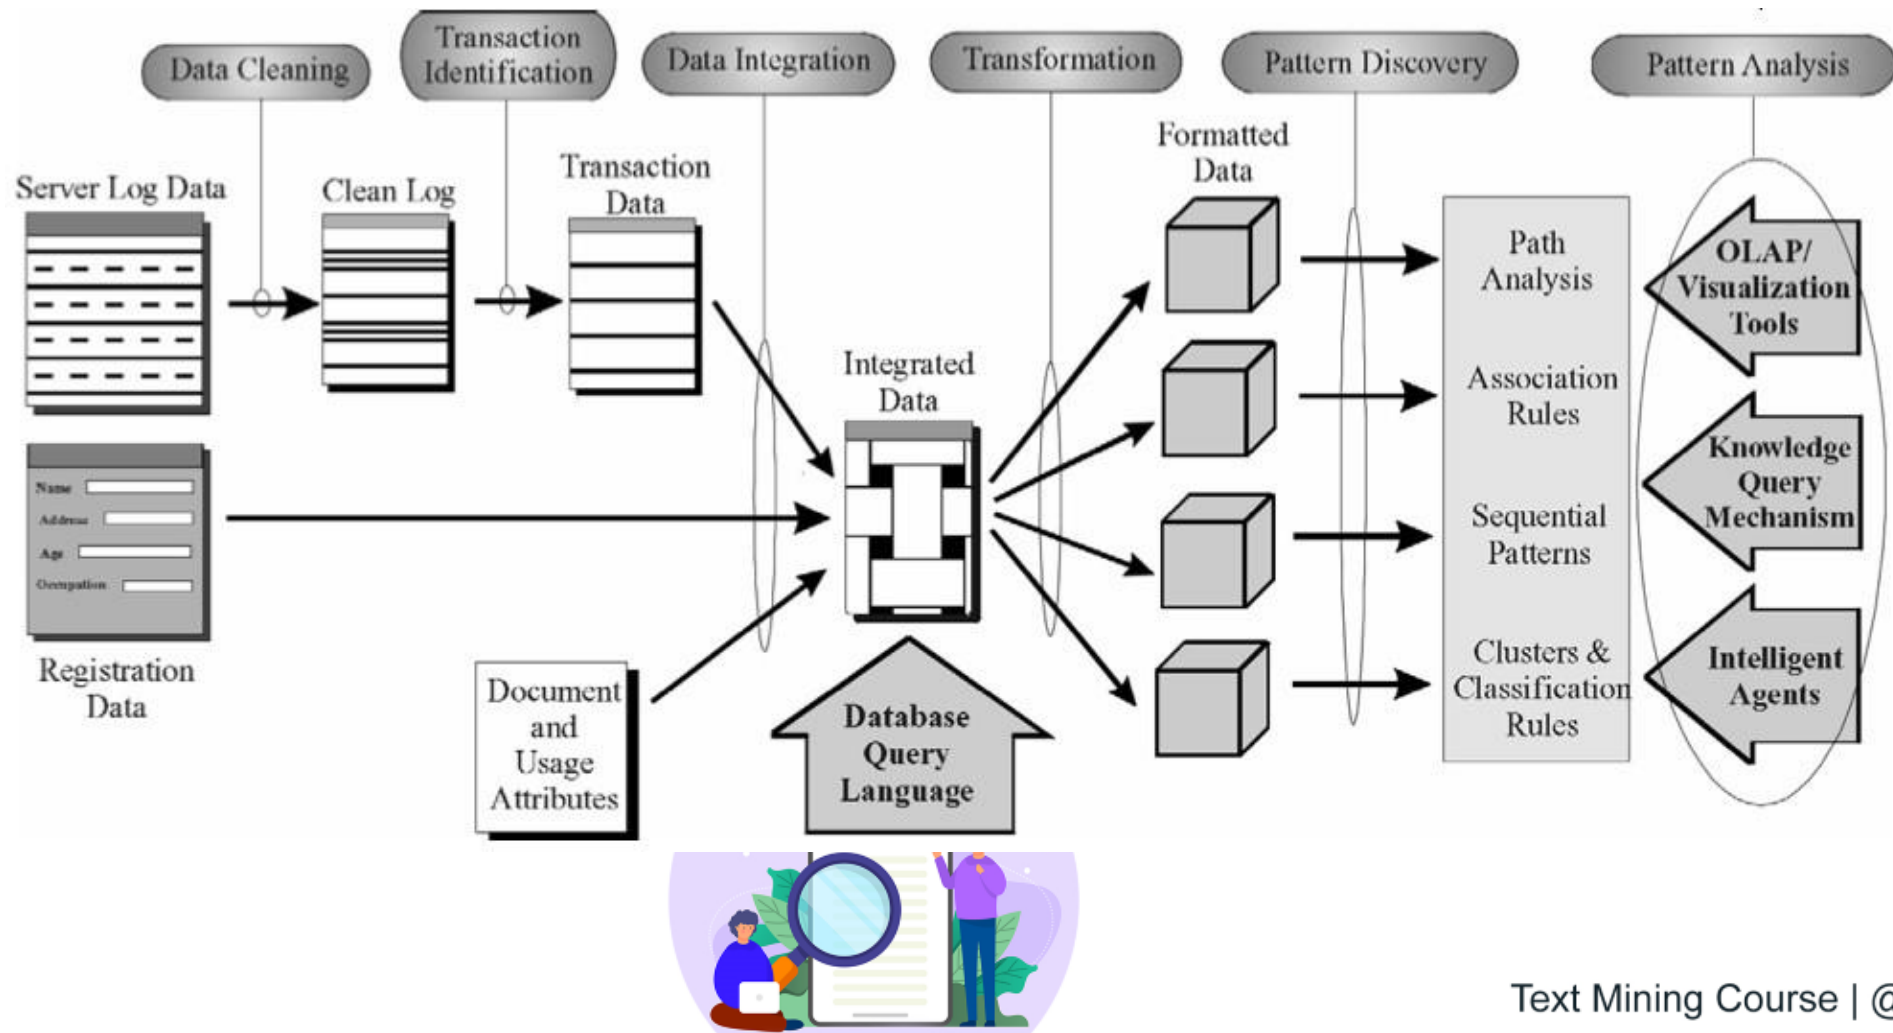 Data Cleaning
Transaction
Identification
Data Integration
Transformation
Pattern Discovery
Pattern Analysis
Server Log Data
Clean Log
Transaction
Data
Formatted
Data
Path
Analysis
OLAP/
Visualization
Tools
Integrated
Data
Association
Rules
Knowledge
Query
Mechanism
Name
Address
Age
Occupation
Sequential
Patterns
Registration
Data
Document
and
Usage
Attributes
Database
Query
Language
Clusters &
Classification
Rules
Intelligent
Agents
Text Mining Course | @